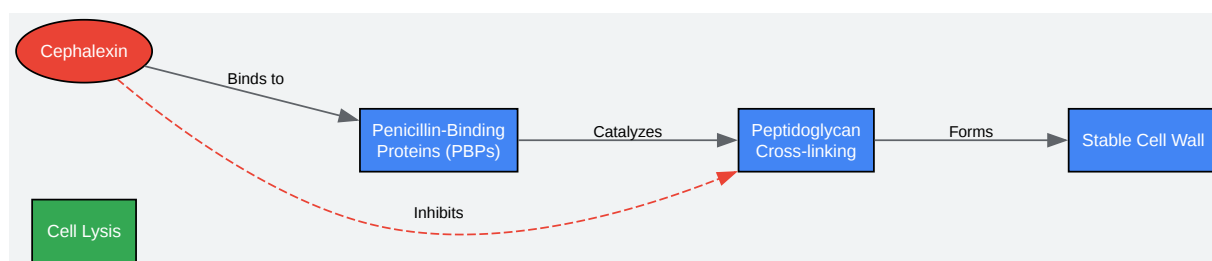 Cephalexin
Binds to
Penicillin-Binding
Proteins (PBPs)
Catalyzes
Peptidoglycan
Cross-linking
Forms
Stable Cell Wall
Inhibits
Cell Lysis